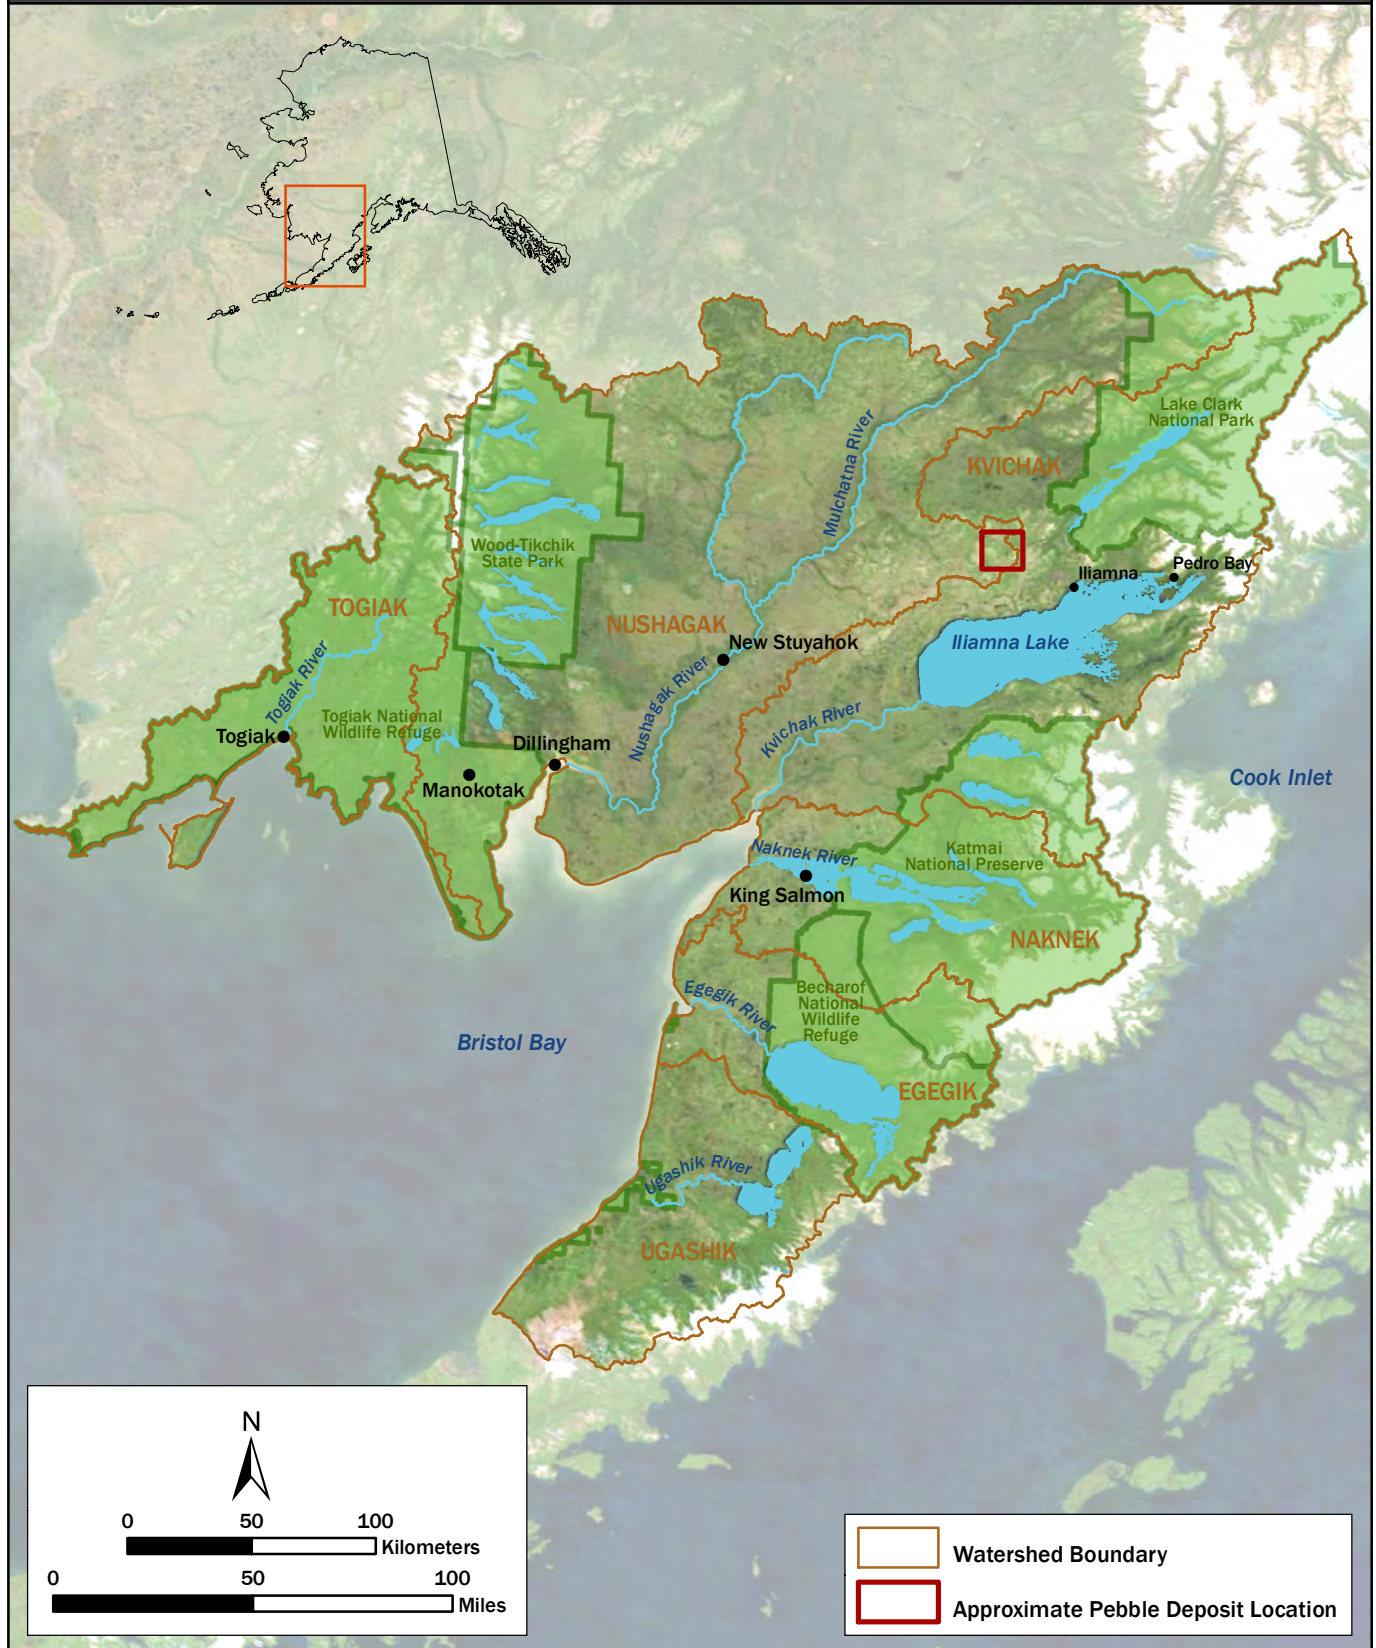 Lake Clark
National Park
KVICHAK
Mulchatna River
Wood-Tikchik
State Park
Pedro Bay
Iliamna
TOGIAK
NUSHAGAK
New Stuyahok
Iliamna Lake
Togiak River
Nushagak River
Kvichak River
Togiak National
Wildlife Refuge
Togiak
Dillingham
Manokotak
Cook Inlet
Naknek River
Katmai
National Preserve
King Salmon
NAKNEK
Egegik River
Becharof
National
Wildlife
Refuge
Bristol Bay
EGEGIK
Ugashik River
UGASHIK
N
0 50 100
Kilometers
0 50 100
Miles
Watershed Boundary
Approximate Pebble Deposit Location